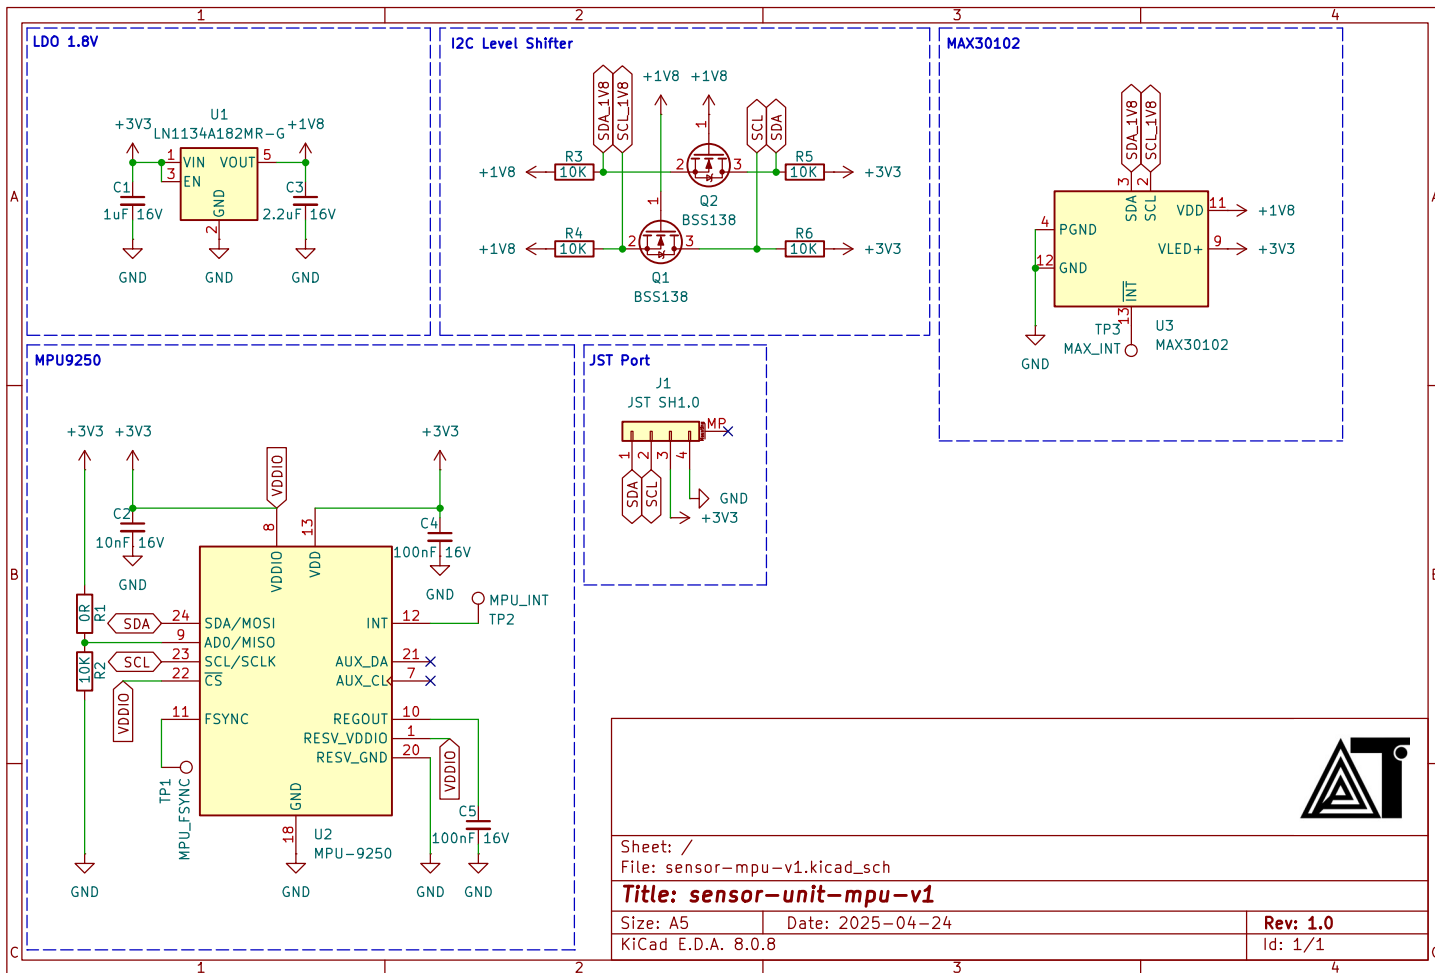 1 2 3 4
LDO 1.8V
U1
LN1134A182MR-G
+3V3
+1V8
1 VIN VOUT 5
3 EN
GND
2
C1
1uF 16V
C3
2.2uF 16V
GND GND GND
I2C Level Shifter
SDA_1V8
SCL_1V8
+1V8 +1V8
SCL
SDA
1
R3
10K
+1V8
2 3
R5
10K
+3V3
Q2
BSS138
1
R4
10K
+1V8
2 3
R6
10K
+3V3
Q1
BSS138
MAX30102
SDA_1V8
SCL_1V8
3 2
SDA
SCL
VDD 11 +1V8
4 PGND
VLED+ 9 +3V3
12 GND
INT
13
TP3
MAX_INT
U3
MAX30102
GND
A A
MPU9250
+3V3 +3V3 +3V3
VDDIO
C2
10nF 16V
GND
8 13
VDDIO
VDD
C4
100nF 16V
GND
0R
R1
10K
R2
SDA 24 SDA/MOSI
9 AD0/MISO
SCL 23 SCL/SCLK
22 CS
VDDIO
11 FSYNC
TP1
MPU_FSYNC
INT 12
MPU_INT
TP2
AUX_DA 21
AUX_CL 7
REGOUT 10
RESV_VDDIO 1
RESV_GND 20
VDDIO
GND
18
U2
MPU-9250
C5
100nF 16V
GND GND GND GND
JST Port
J1
JST SH1.0
MP
1 2 3 4
SDA
SCL
GND
+3V3
B
C
AT
Sheet: /
File: sensor-mpu-v1.kicad_sch
Title: sensor-unit-mpu-v1
Size: A5 Date: 2025-04-24 Rev: 1.0
KiCad E.D.A. 8.0.8 Id: 1/1
1 2 3 4